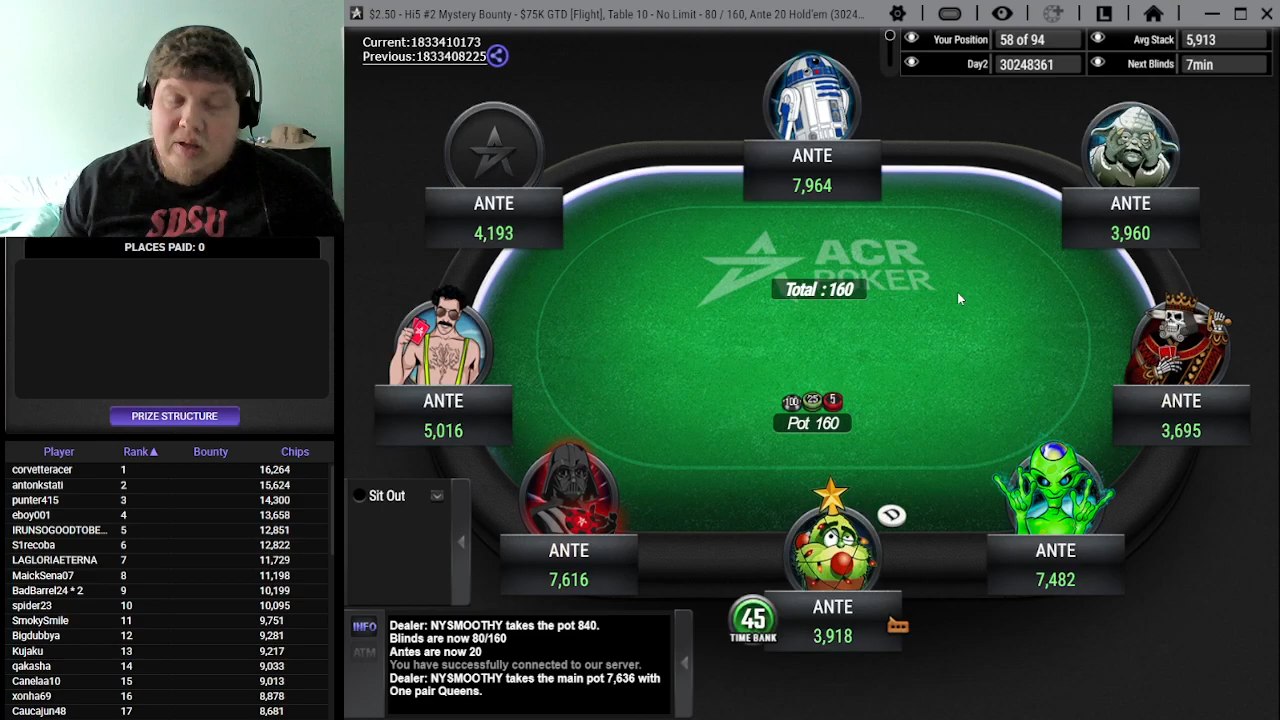 $2.50 - Hi5 #2 Mystery Bounty - $75K GTD [Flight], Table 10 - No Limit - 80 / 160, Ante 20 Hold'em (3024...
Current:1833410173
Previous:1833408225
Your Position 58 of 94 Avg Stack 5,913
Day2 30248361 Next Blinds 7min
L
ANTE
7,964
ANTE
4,193
ANTE
3,960
ACR
POKER
Total : 160
SDSU
PLACES PAID: 0
PRIZE STRUCTURE
ANTE
5,016
100 25 5
Pot 160
ANTE
3,695
D
ANTE
7,616
ANTE
7,482
ANTE
3,918
45
TIME BANK
Sit Out
Player Rank▲ Bounty Chips
corvetteracer 1 16,264
antonkstati 2 15,624
punter415 3 14,300
eboy001 4 13,658
IRUNSOGOODTOBE... 5 12,851
S1recoba 6 12,822
LAGLORIAETERNA 7 11,729
MaickSena07 8 11,198
BadBarrel24 * 2 9 10,199
spider23 10 10,095
SmokySmile 11 9,751
Bigdubbya 12 9,281
Kujaku 13 9,217
qakasha 14 9,033
Canelaa10 15 9,013
xonha69 16 8,878
Caucajun48 17 8,681
INFO
ATM
Dealer: NYSMOOTHY takes the pot 840.
Blinds are now 80/160
Antes are now 20
You have successfully connected to our server.
Dealer: NYSMOOTHY takes the main pot 7,636 with
One pair Queens.